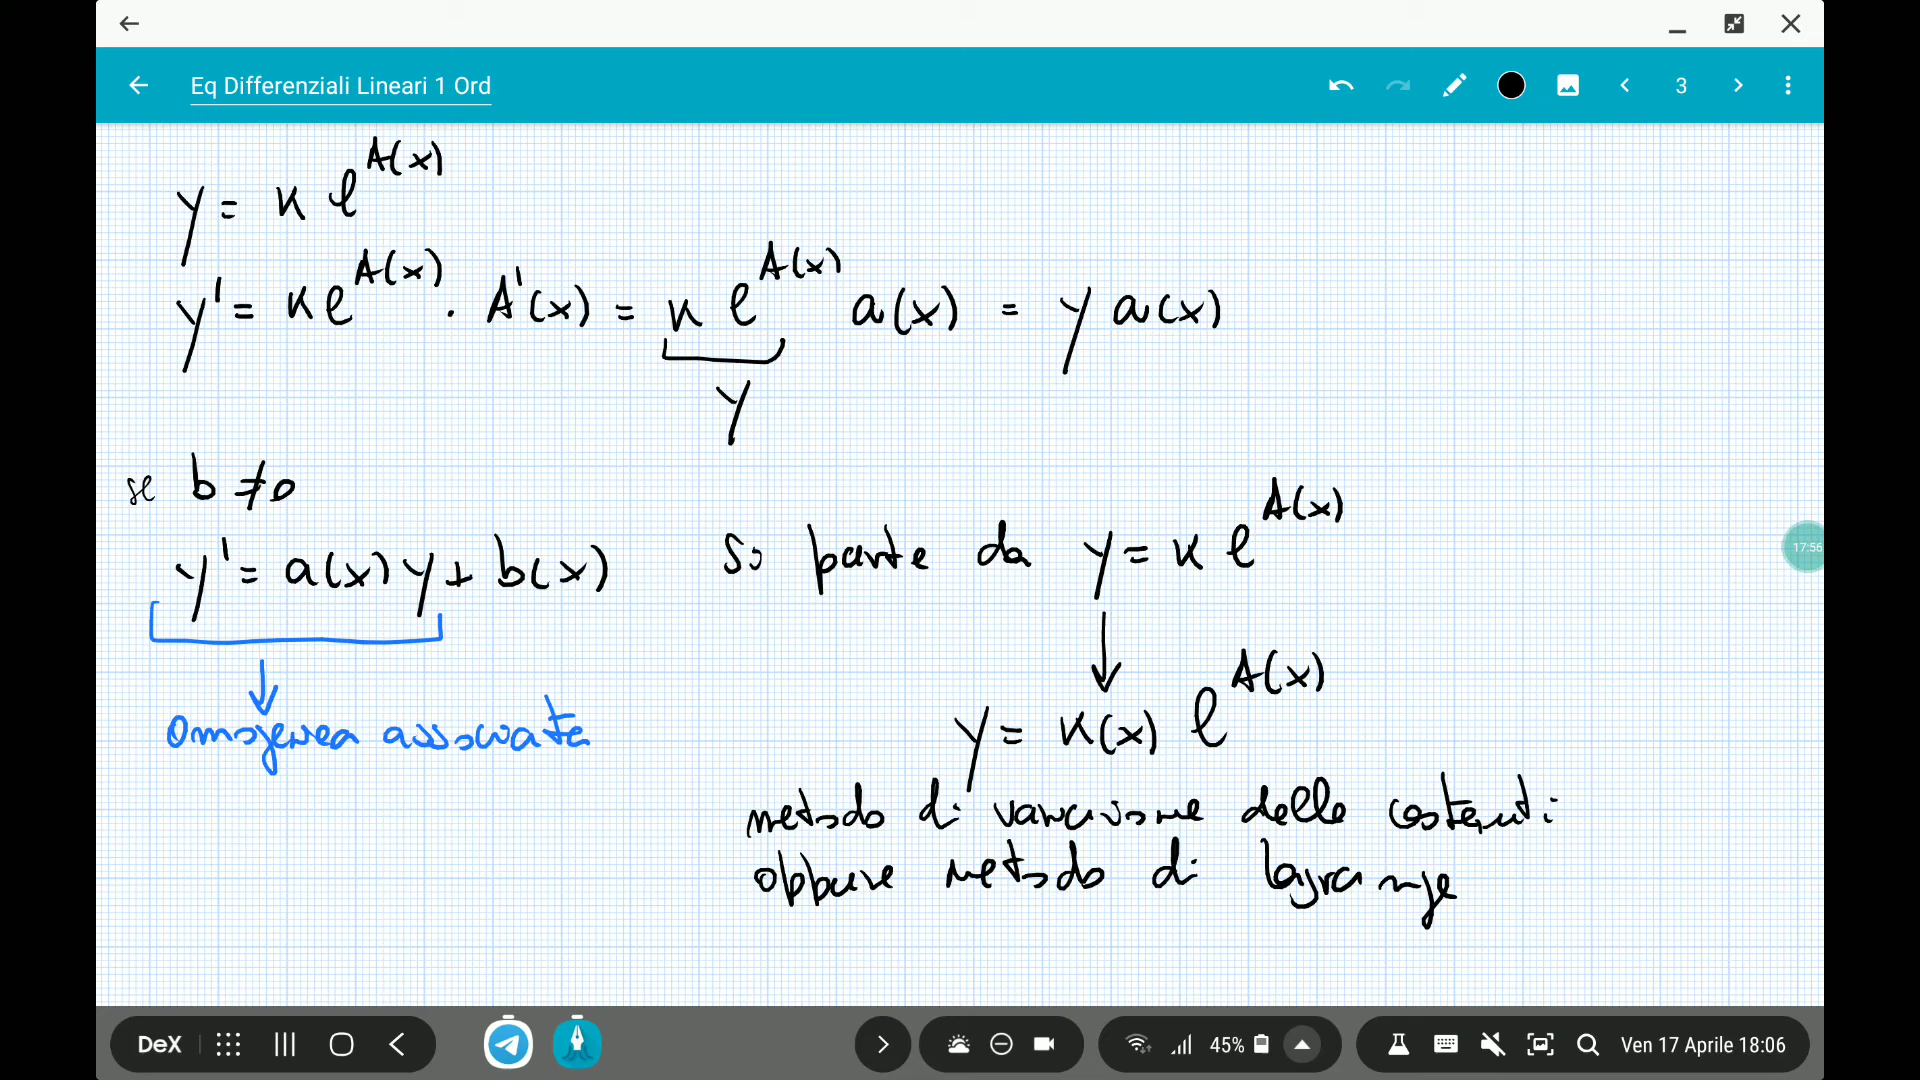 Eq Differenziali Lineari 1 Ord
3
y = k e^A(x)
y' = k e^A(x) · A'(x) = k e^A(x) a(x) = y a(x)
y
se b ≠ 0
y' = a(x) y + b(x)
Si parte da y = k e^A(x)
y = k(x) e^A(x)
omogenea associata
metodo di variazione delle costanti
oppure metodo di lagrange
17:56
DeX
45%
Ven 17 Aprile 18:06